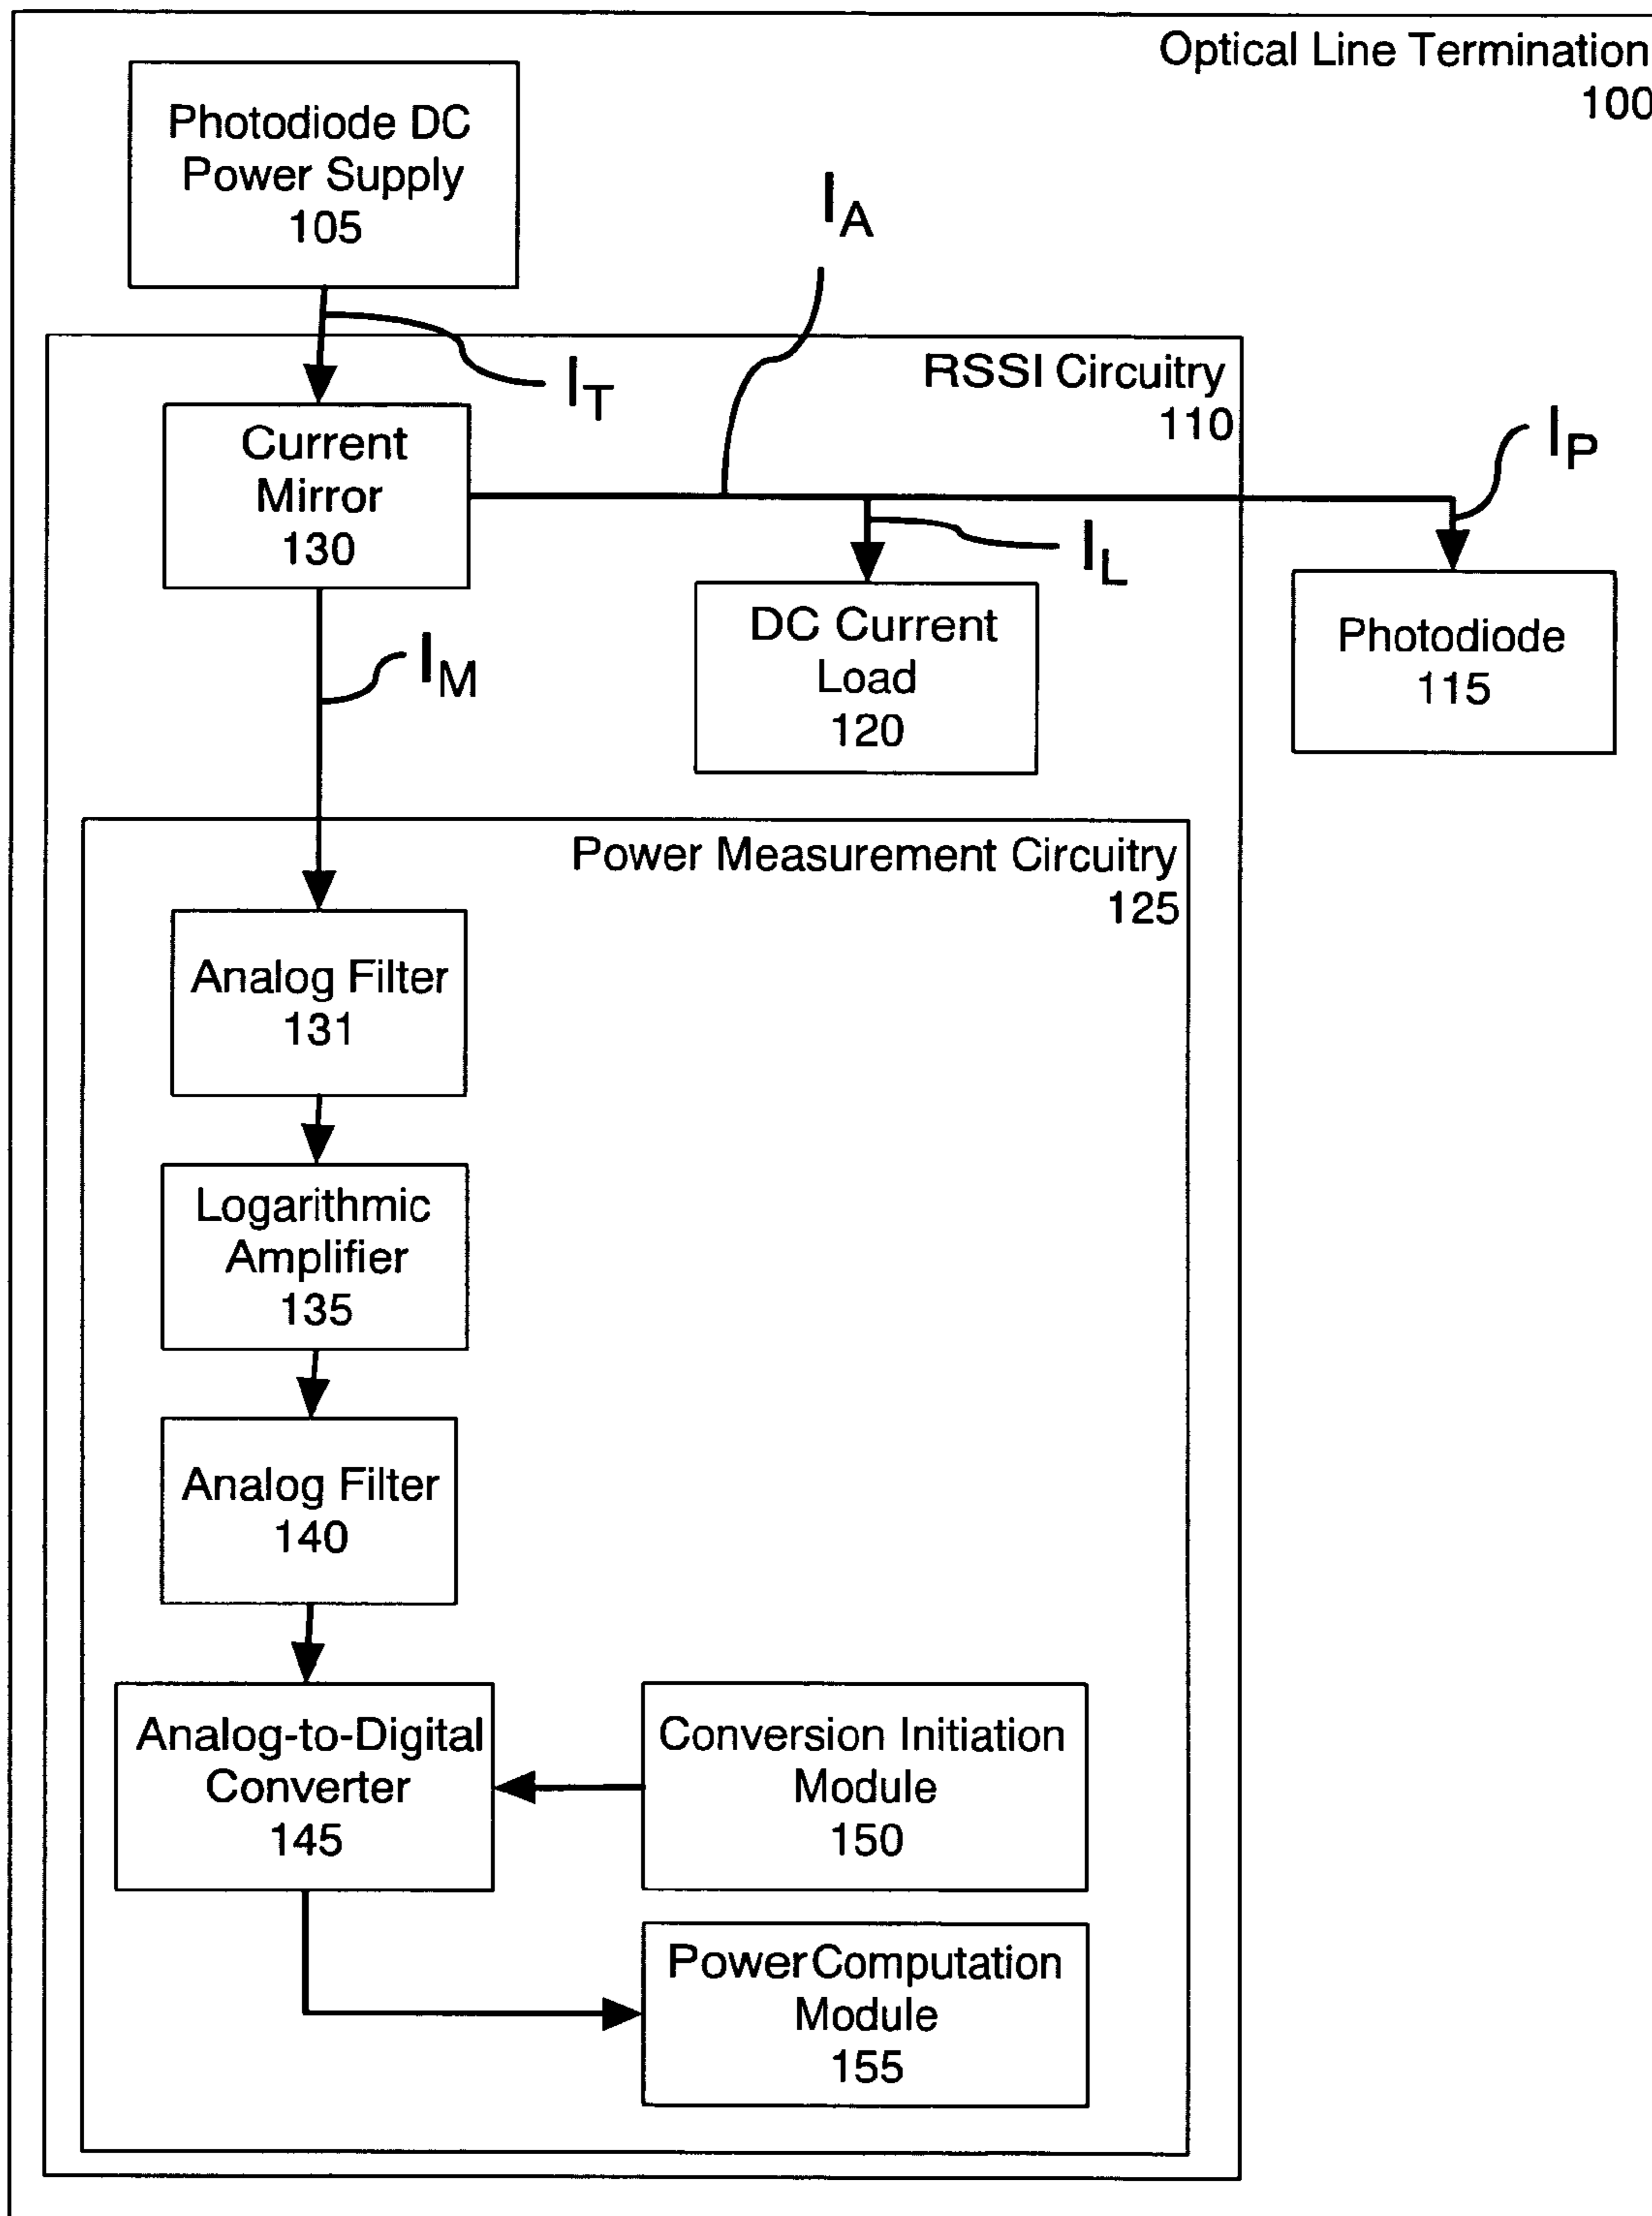 Optical Line Termination
100
Photodiode DC
Power Supply
105
I_A
I_T
RSSI Circuitry
110
Current
Mirror
130
I_P
I_L
DC Current
Load
120
Photodiode
115
I_M
Power Measurement Circuitry
125
Analog Filter
131
Logarithmic
Amplifier
135
Analog Filter
140
Analog-to-Digital
Converter
145
Conversion Initiation
Module
150
Power Computation
Module
155